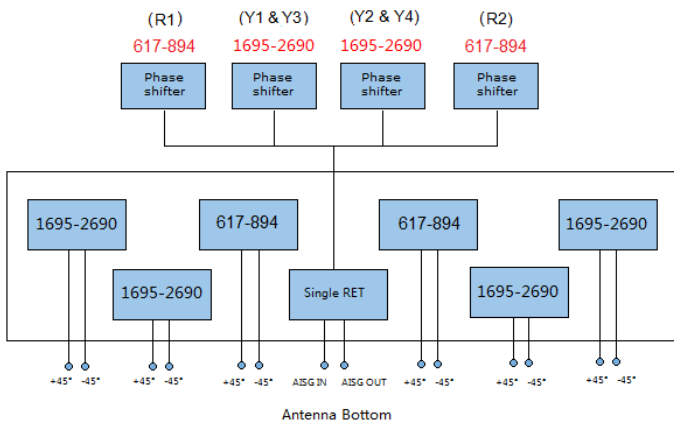 (R1) (Y1 & Y3) (Y2 & Y4) (R2)
617-894 1695-2690 1695-2690 617-894
Phase shifter
Phase shifter
Phase shifter
Phase shifter
1695-2690 617-894 617-894 1695-2690
1695-2690 Single RET 1695-2690
+45° -45° +45° -45° +45° -45° AISG IN AISG OUT +45° -45° +45° -45° +45° -45°
Antenna Bottom